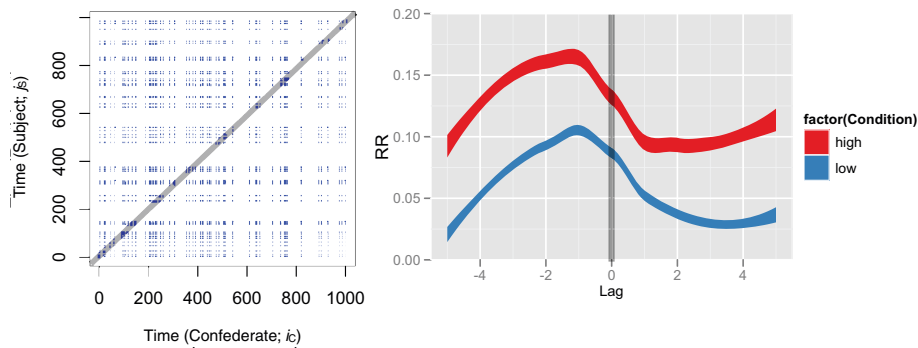 Time (Subject; jS)
800
600
400
200
0
0 200 400 600 800 1000
Time (Confederate; iC)
RR
0.20
0.15
0.10
0.05
0.00
-4 -2 0 2 4
Lag
factor(Condition)
high
low